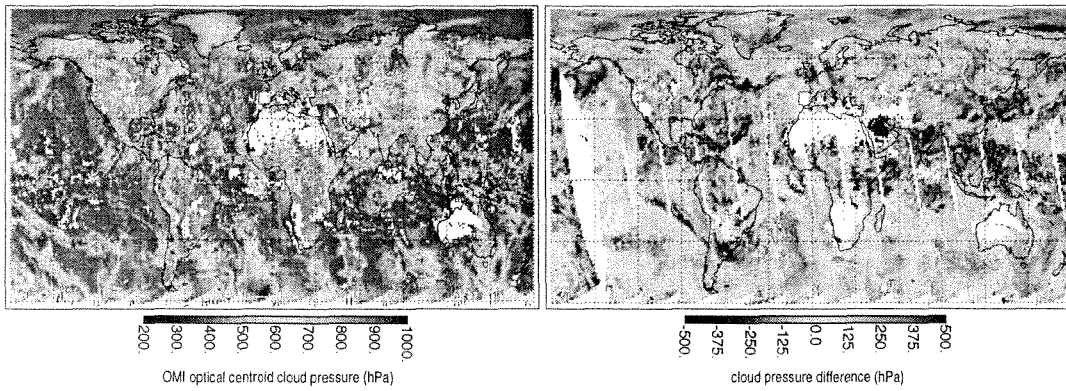 200. 300. 400. 500. 600. 700. 800. 900. 1000.
OMI optical centroid cloud pressure (hPa)
-500. -375. -250. -125. 0.0 125. 250. 375. 500.
cloud pressure difference (hPa)